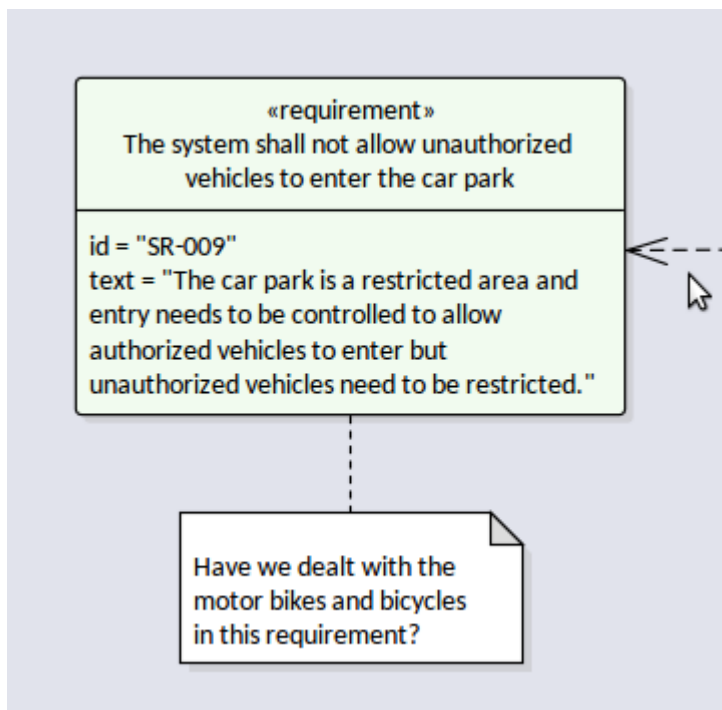 «requirement»
The system shall not allow unauthorized
vehicles to enter the car park
id = "SR-009"
text = "The car park is a restricted area and
entry needs to be controlled to allow
authorized vehicles to enter but
unauthorized vehicles need to be restricted."
Have we dealt with the
motor bikes and bicycles
in this requirement?